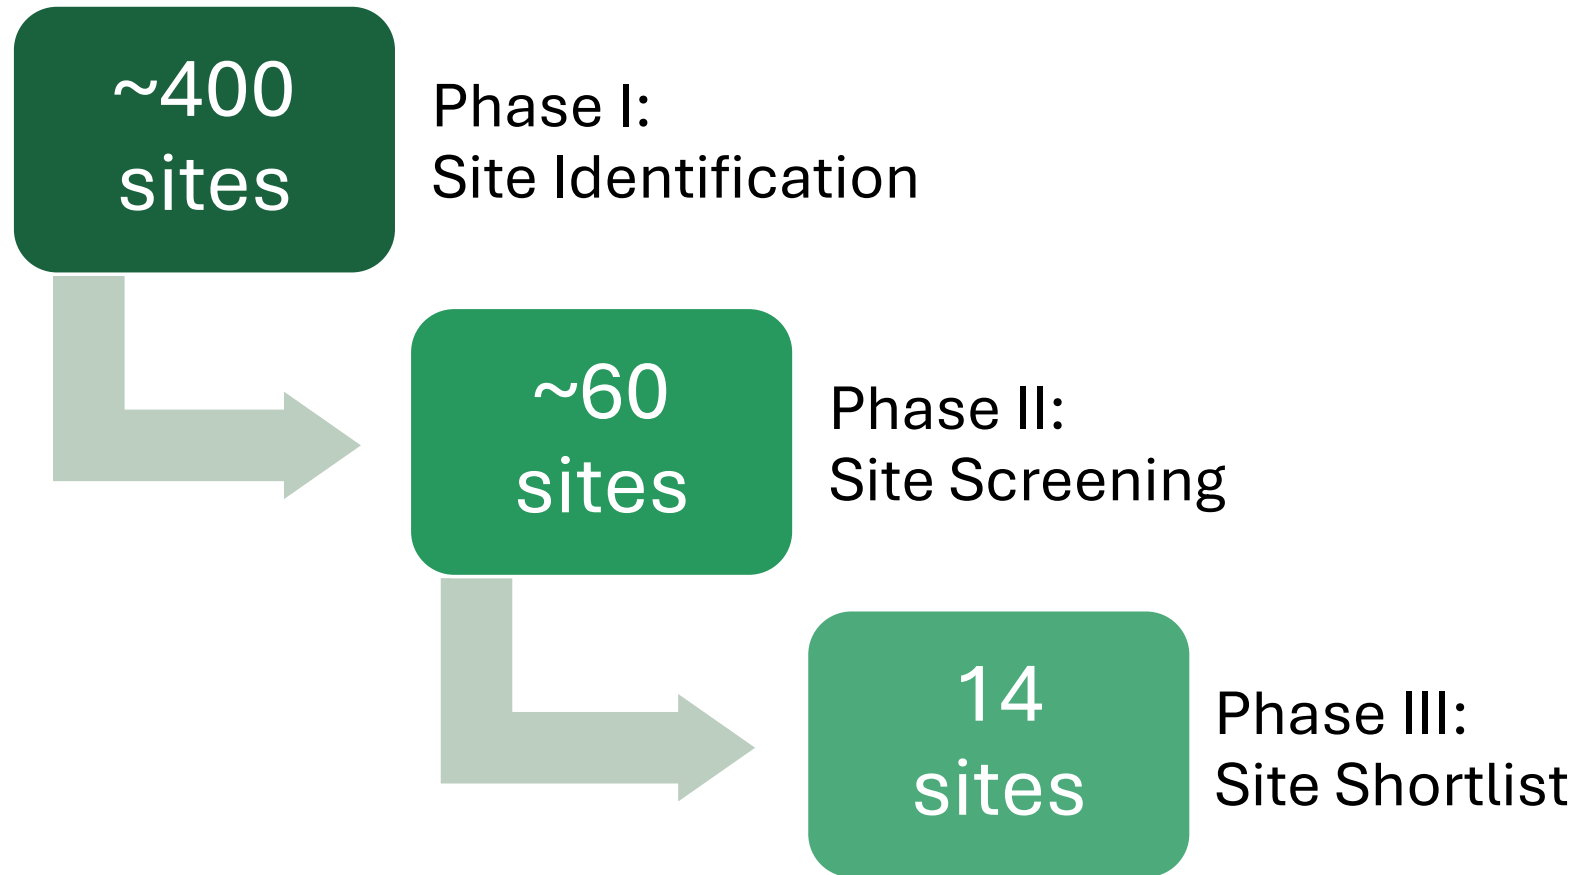 ~400
sites
Phase I:
Site Identification
~60
sites
Phase II:
Site Screening
14
sites
Phase III:
Site Shortlist